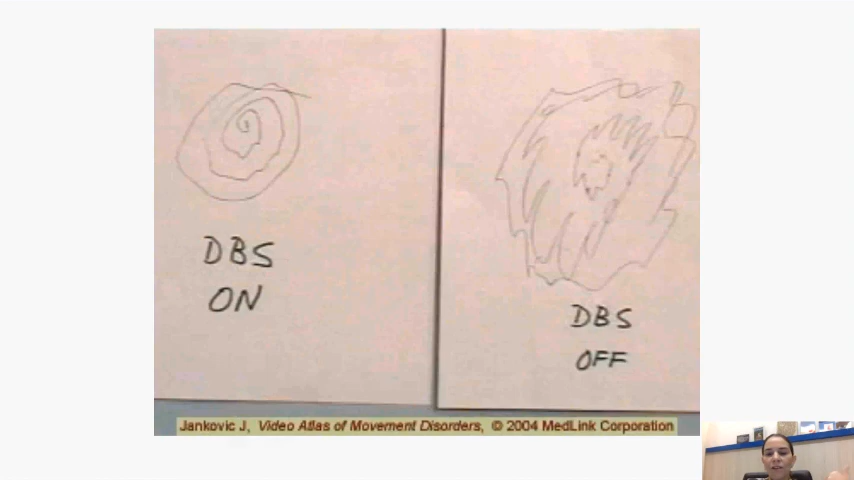 DBS
ON
DBS
OFF
Jankovic J, Video Atlas of Movement Disorders, © 2004 MedLink Corporation